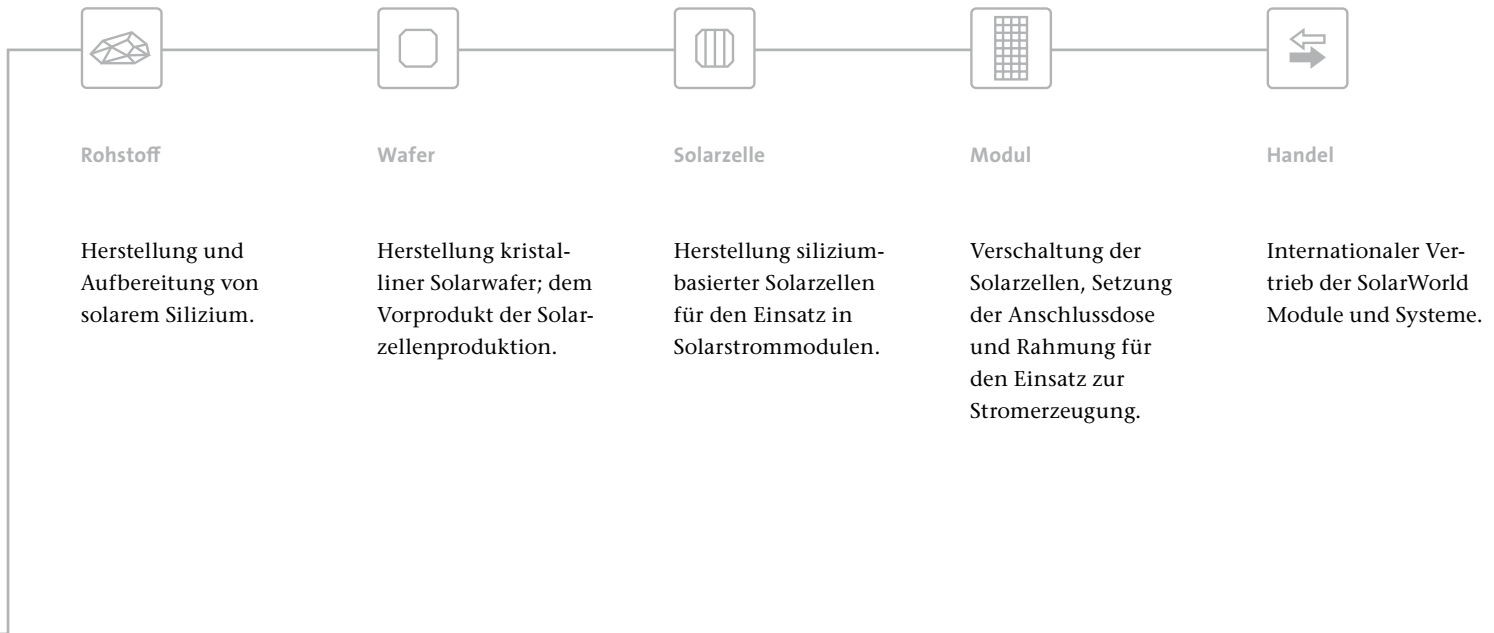 Rohstoff
Herstellung und
Aufbereitung von
solarem Silizium.
Wafer
Herstellung kristal-
liner Solarwafer; dem
Vorprodukt der Solar-
zellenproduktion.
Solarzelle
Herstellung silizium-
basierter Solarzellen
für den Einsatz in
Solarstrommodulen.
Modul
Verschaltung der
Solarzellen, Setzung
der Anschlussdose
und Rahmung für
den Einsatz zur
Stromerzeugung.
Handel
Internationaler Ver-
trieb der SolarWorld
Module und Systeme.